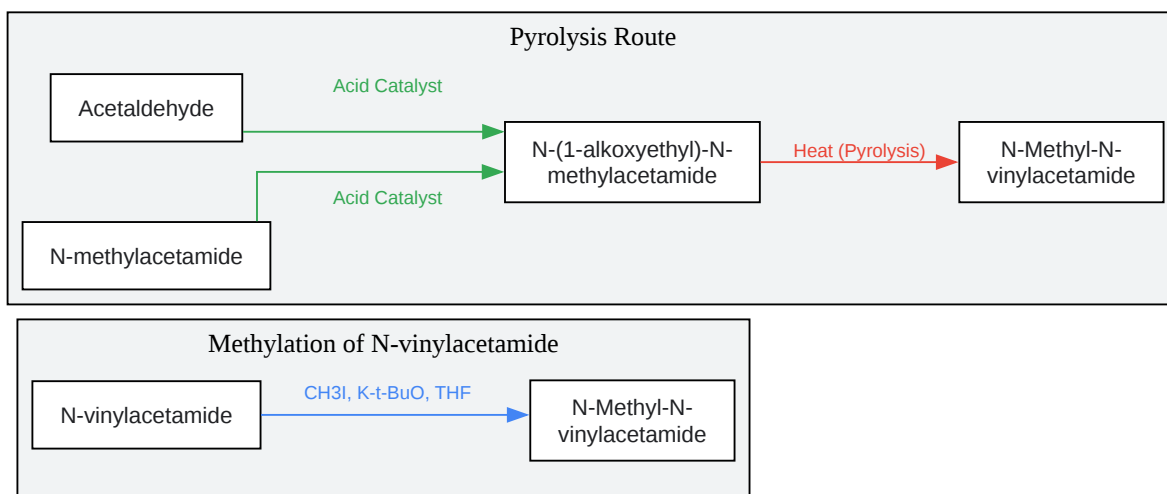 Pyrolysis Route
Acetaldehyde
Acid Catalyst
N-(1-alkoxyethyl)-N-
methylacetamide
Heat (Pyrolysis)
N-Methyl-N-
vinylacetamide
Acid Catalyst
N-methylacetamide
Methylation of N-vinylacetamide
N-vinylacetamide
CH3I, K-t-BuO, THF
N-Methyl-N-
vinylacetamide